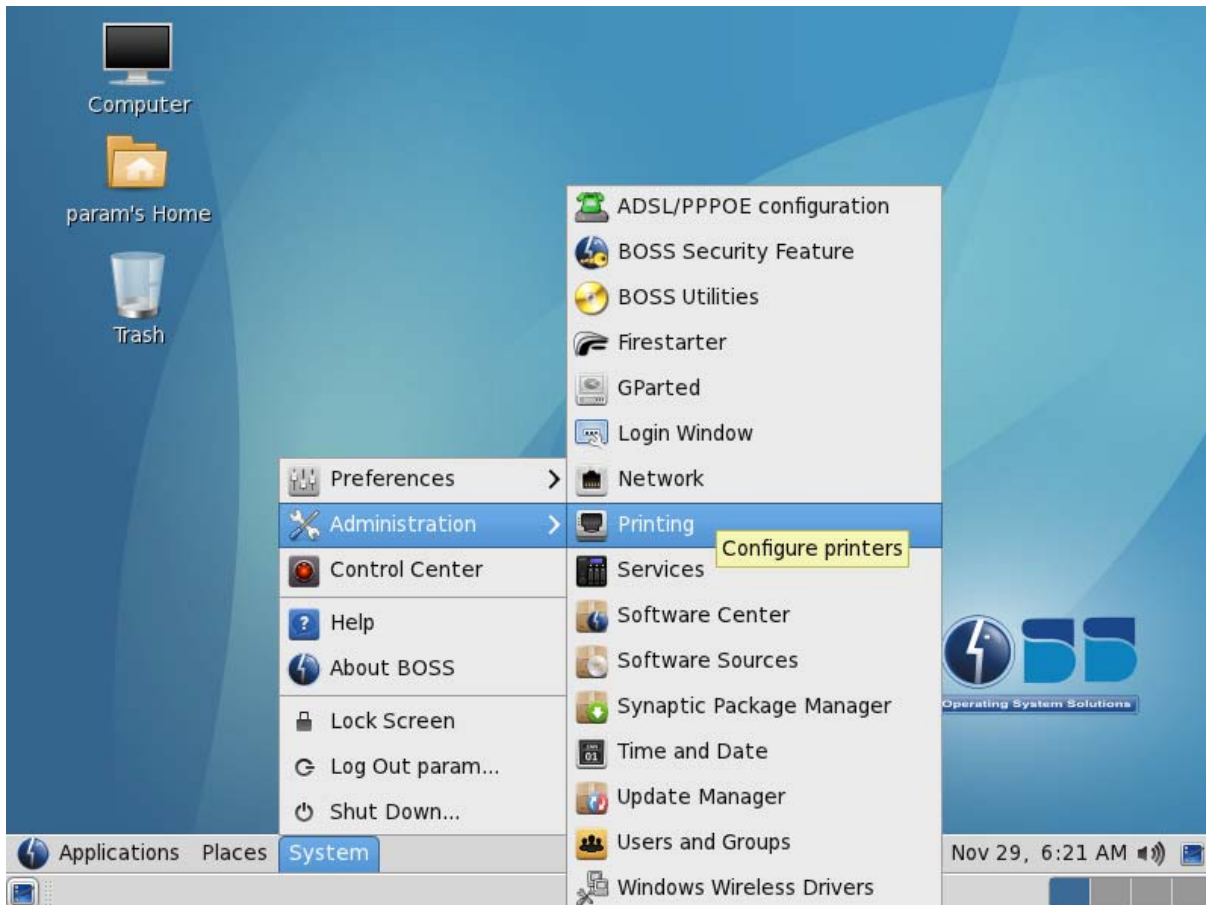 Computer
param's Home
Trash
ADSL/PPPOE configuration
BOSS Security Feature
BOSS Utilities
Firestarter
GParted
Login Window
Network
Printing
Configure printers
Services
Software Center
Software Sources
Synaptic Package Manager
Time and Date
Update Manager
Users and Groups
Windows Wireless Drivers
Preferences
Administration
Control Center
Help
About BOSS
Lock Screen
Log Out param...
Shut Down...
OSS
Operating System Solutions
Applications Places System
Nov 29, 6:21 AM